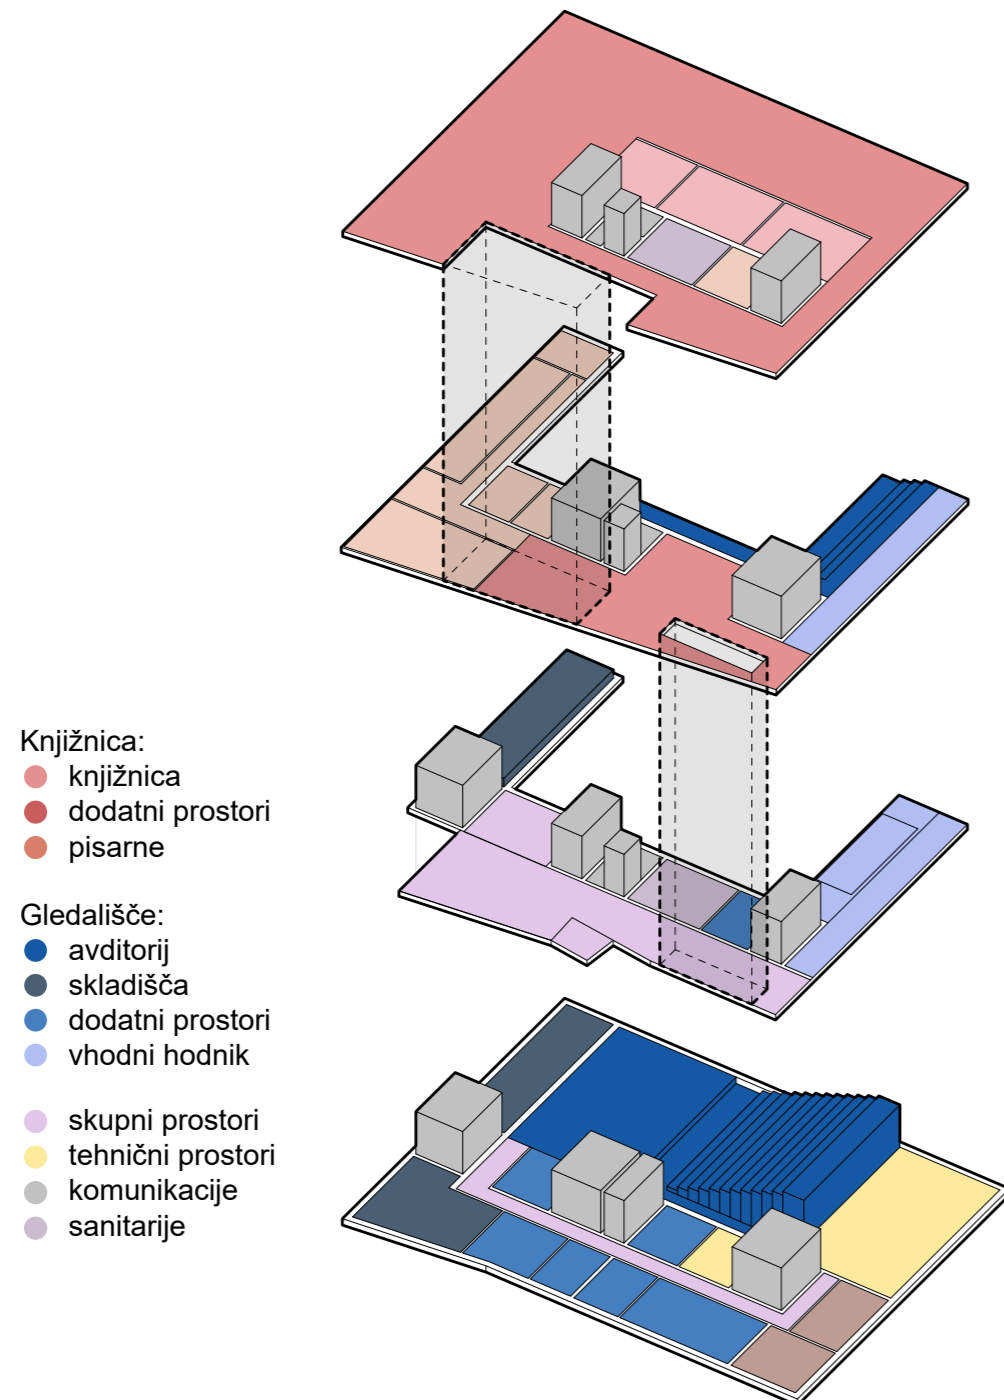 Knjižnica:
knjižnica
dodatni prostori
pisarne
Gledališče:
avditorij
skladišča
dodatni prostori
vhodni hodnik
skupni prostori
tehnični prostori
komunikacije
sanitarije